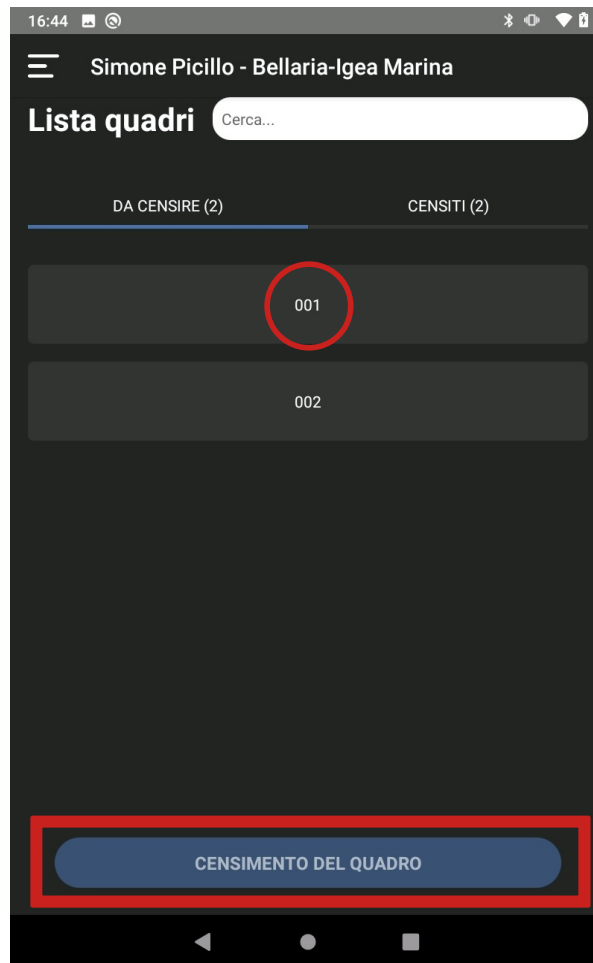 16:44
Simone Picillo - Bellaria-Igea Marina
Lista quadri Cerca...
DA CENSIRE (2) CENSITI (2)
001
002
CENSIMENTO DEL QUADRO